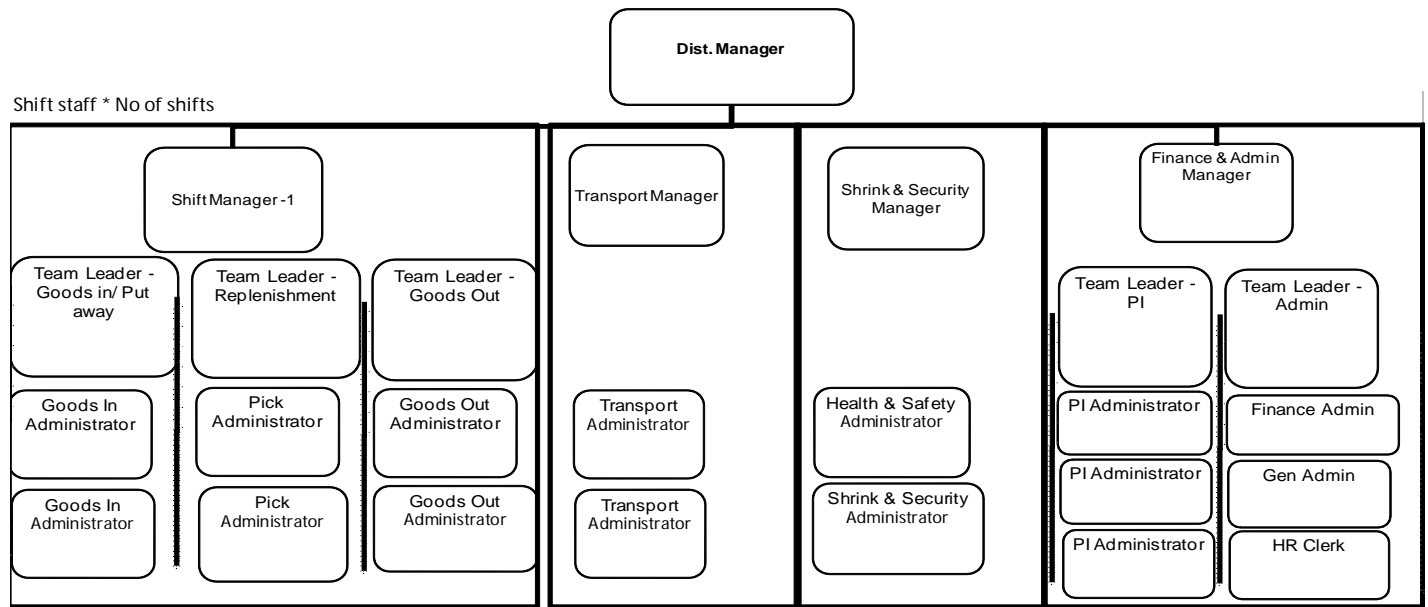 Dist. Manager
Shift staff * No of shifts
Shift Manager -1
Transport Manager
Shrink & Security
Manager
Finance & Admin
Manager
Team Leader -
Goods in/ Put
away
Team Leader -
Replenishment
Team Leader -
Goods Out
Team Leader -
PI
Team Leader -
Admin
Goods In
Administrator
Pick
Administrator
Goods Out
Administrator
Transport
Administrator
Health & Safety
Administrator
PI Administrator
Finance Admin
PI Administrator
Gen Admin
Goods In
Administrator
Pick
Administrator
Goods Out
Administrator
Transport
Administrator
Shrink & Security
Administrator
PI Administrator
HR Clerk